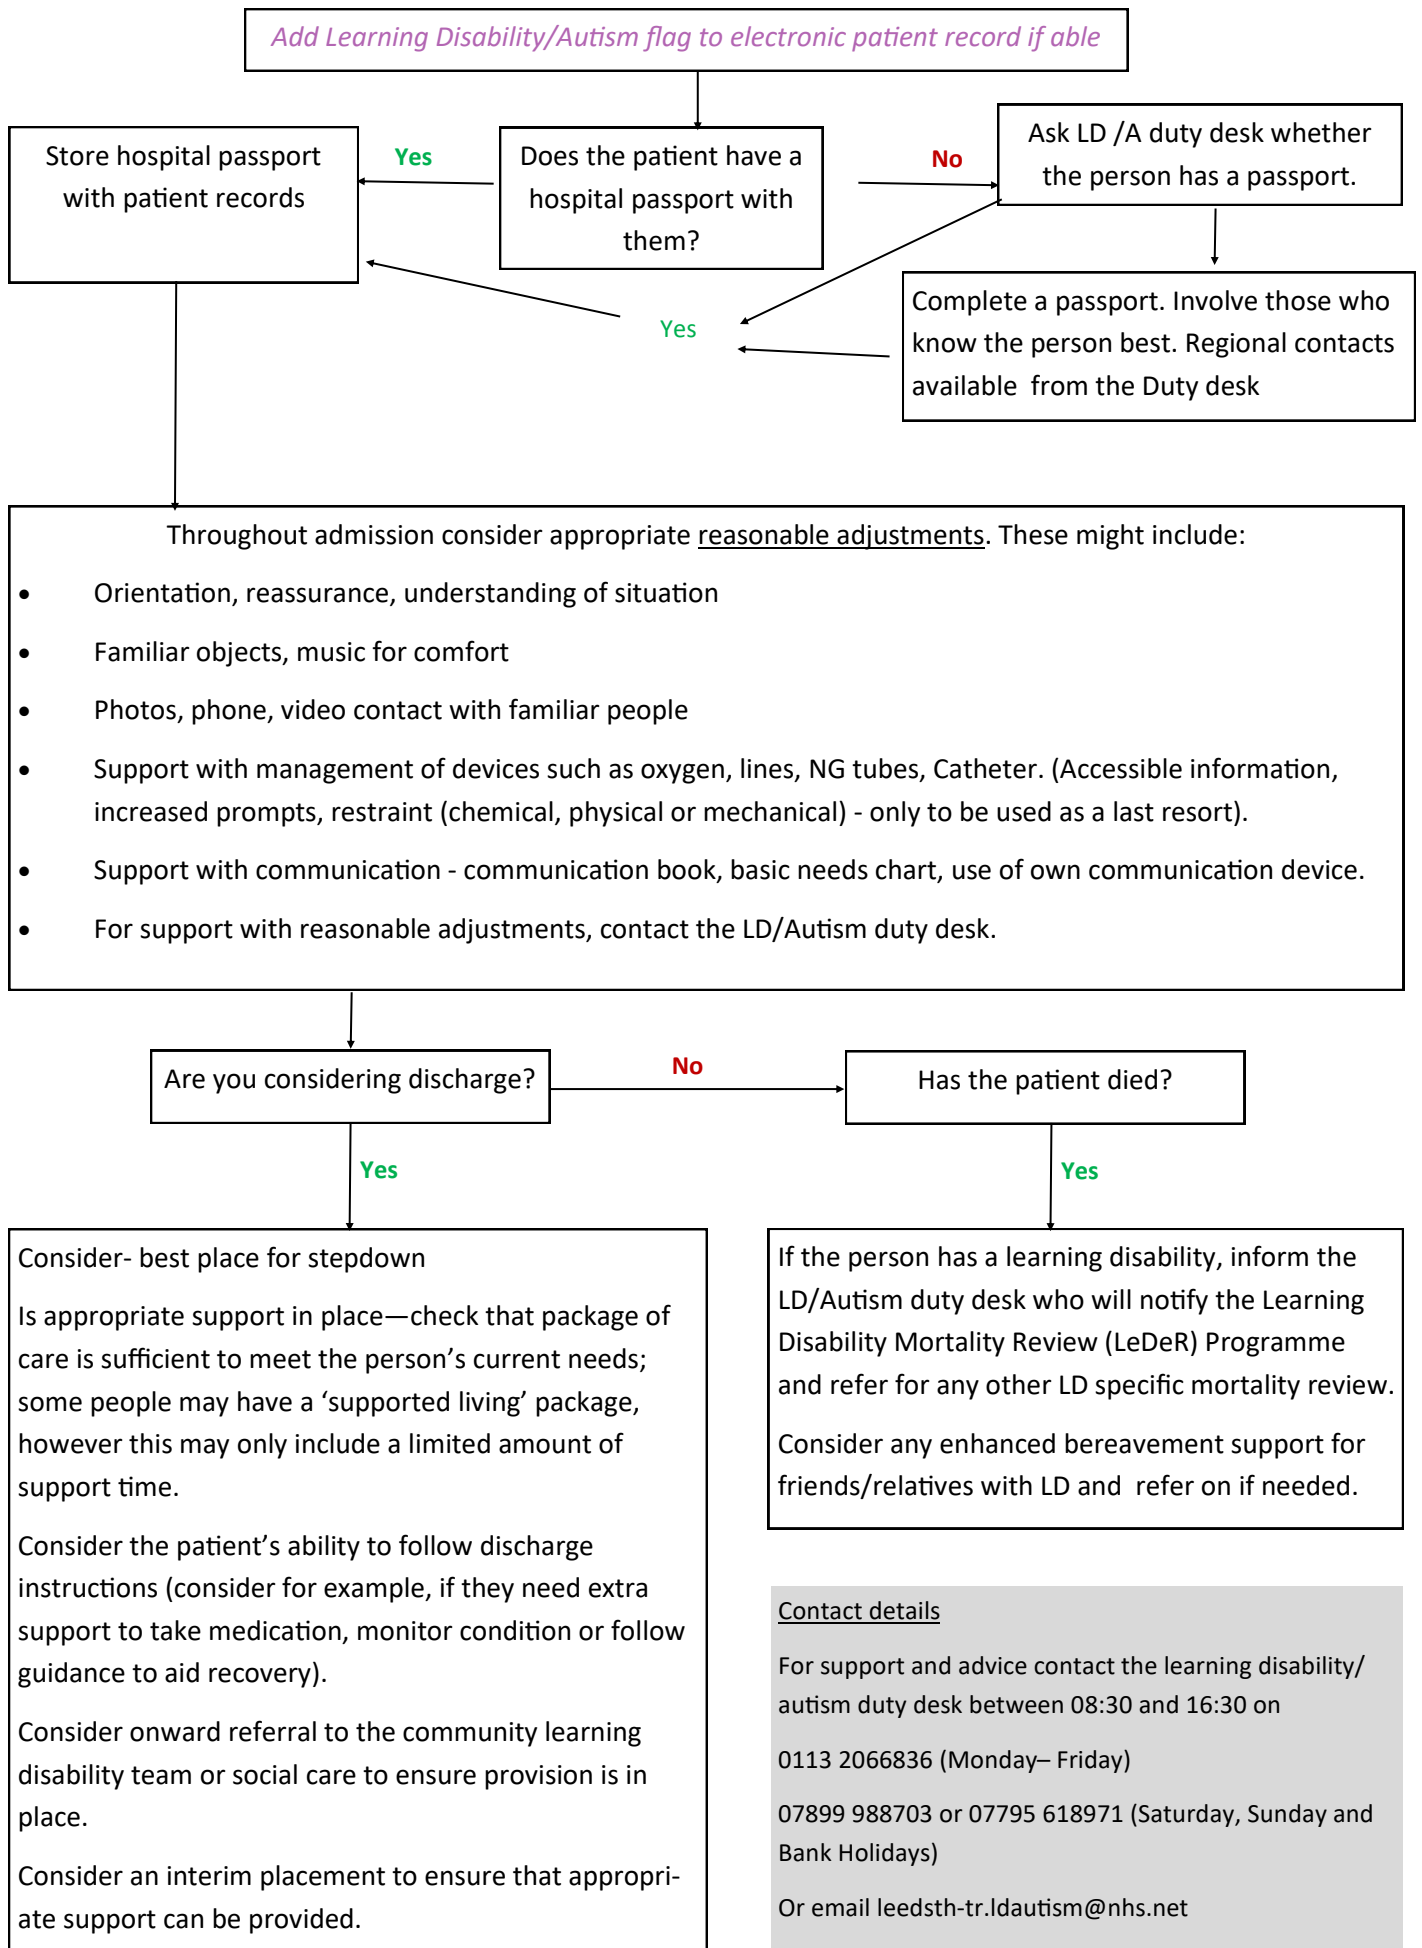 Add Learning Disability/Autism flag to electronic patient record if able
Store hospital passport
with patient records
Yes
Does the patient have a
hospital passport with
them?
No
Ask LD /A duty desk whether
the person has a passport.
Yes
Complete a passport. Involve those who
know the person best. Regional contacts
available  from the Duty desk
Throughout admission consider appropriate reasonable adjustments. These might include:
• Orientation, reassurance, understanding of situation
• Familiar objects, music for comfort
• Photos, phone, video contact with familiar people
• Support with management of devices such as oxygen, lines, NG tubes, Catheter. (Accessible information,
increased prompts, restraint (chemical, physical or mechanical) - only to be used as a last resort).
• Support with communication - communication book, basic needs chart, use of own communication device.
• For support with reasonable adjustments, contact the LD/Autism duty desk.
Are you considering discharge?
No
Has the patient died?
Yes
Yes
Consider- best place for stepdown
Is appropriate support in place—check that package of
care is sufficient to meet the person’s current needs;
some people may have a ‘supported living’ package,
however this may only include a limited amount of
support time.
Consider the patient’s ability to follow discharge
instructions (consider for example, if they need extra
support to take medication, monitor condition or follow
guidance to aid recovery).
Consider onward referral to the community learning
disability team or social care to ensure provision is in
place.
Consider an interim placement to ensure that appropri-
ate support can be provided.
If the person has a learning disability, inform the
LD/Autism duty desk who will notify the Learning
Disability Mortality Review (LeDeR) Programme
and refer for any other LD specific mortality review.
Consider any enhanced bereavement support for
friends/relatives with LD and  refer on if needed.
Contact details
For support and advice contact the learning disability/
autism duty desk between 08:30 and 16:30 on
0113 2066836 (Monday– Friday)
07899 988703 or 07795 618971 (Saturday, Sunday and
Bank Holidays)
Or email leedsth-tr.ldautism@nhs.net